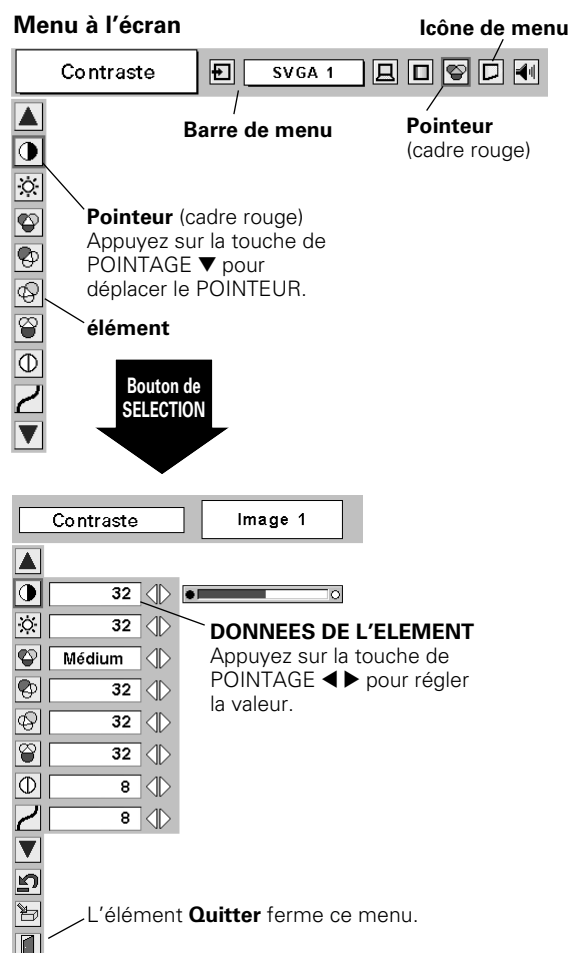 Menu à l'écran
Icône de menu
Contraste
SVGA 1
Barre de menu
Pointeur
(cadre rouge)
Pointeur (cadre rouge)
Appuyez sur la touche de
POINTAGE ▼ pour
déplacer le POINTEUR.
élément
Bouton de
SELECTION
Contraste
Image 1
32
32
Médium
32
32
32
8
8
DONNEES DE L'ELEMENT
Appuyez sur la touche de
POINTAGE ◀ ▶ pour régler
la valeur.
L'élément Quitter ferme ce menu.